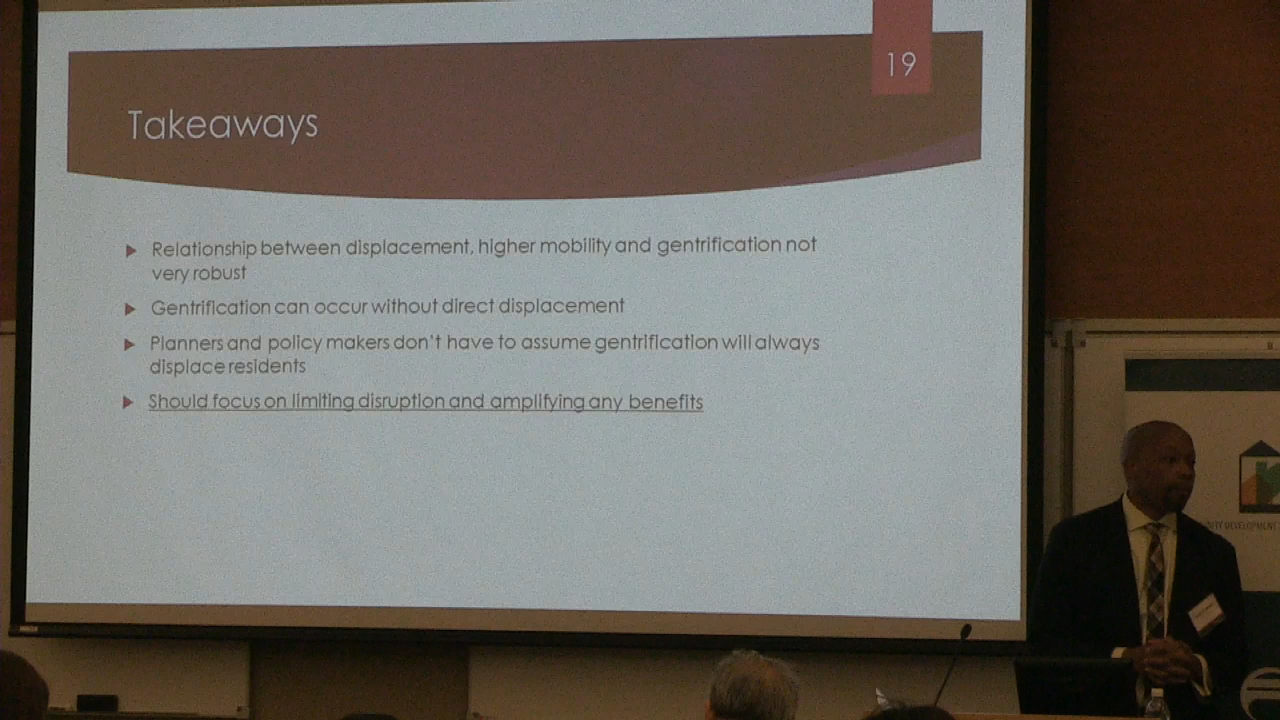 19
Takeaways
Relationship between displacement, higher mobility and gentrification not
very robust
Gentrification can occur without direct displacement
Planners and policy makers don't have to assume gentrification will always
displace residents
Should focus on limiting disruption and amplifying any benefits
DEVELOPMENT